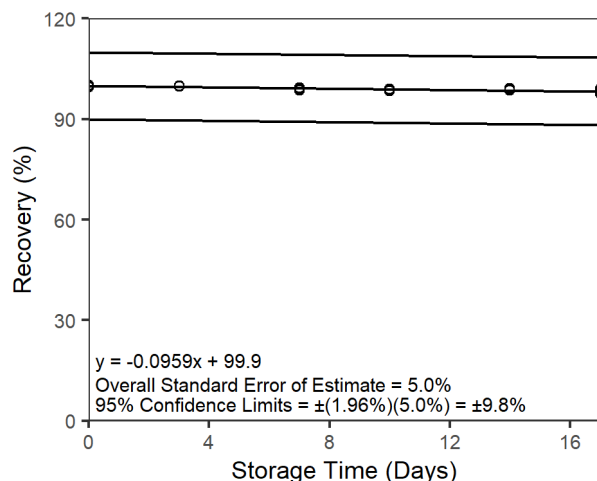 120
90
60
30
0
Recovery (%)
y = -0.0959x + 99.9
Overall Standard Error of Estimate = 5.0%
95% Confidence Limits = ±(1.96%)(5.0%) = ±9.8%
0 4 8 12 16
Storage Time (Days)